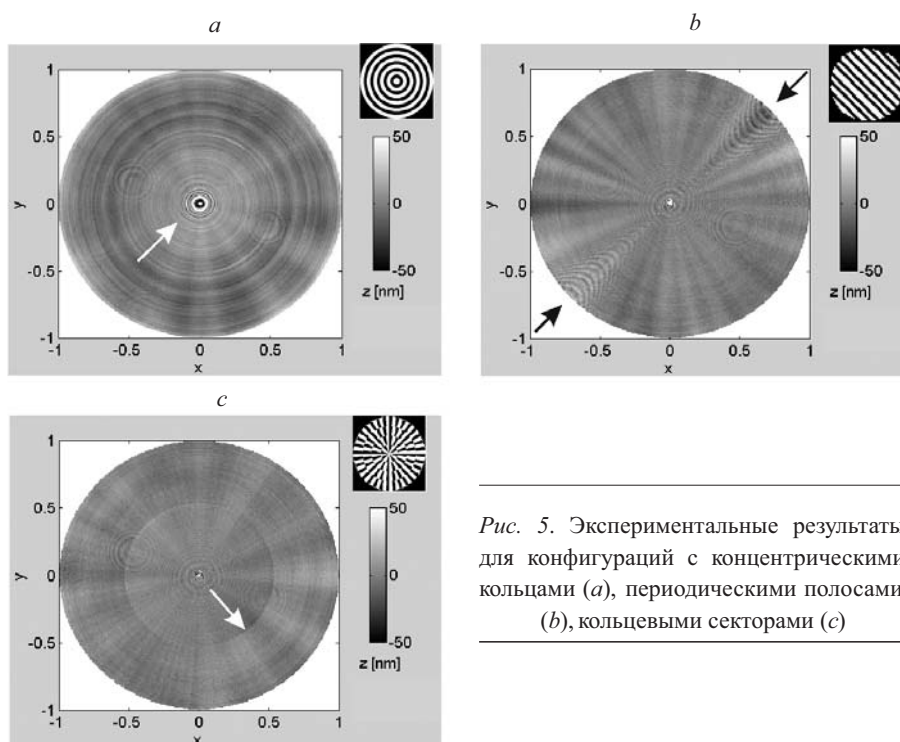 a
b
1
0.5
0
-0.5
-1
-1
-0.5
0
0.5
1
y
x
50
0
-50
z [nm]
1
0.5
0
-0.5
-1
-1
-0.5
0
0.5
1
y
x
50
0
-50
z [nm]
c
1
0.5
0
-0.5
-1
-1
-0.5
0
0.5
1
y
x
50
0
-50
z [nm]
Рис. 5. Экспериментальные результаты
для конфигураций с концентрическими
кольцами (a), периодическими полосами
(b), кольцевыми секторами (c)